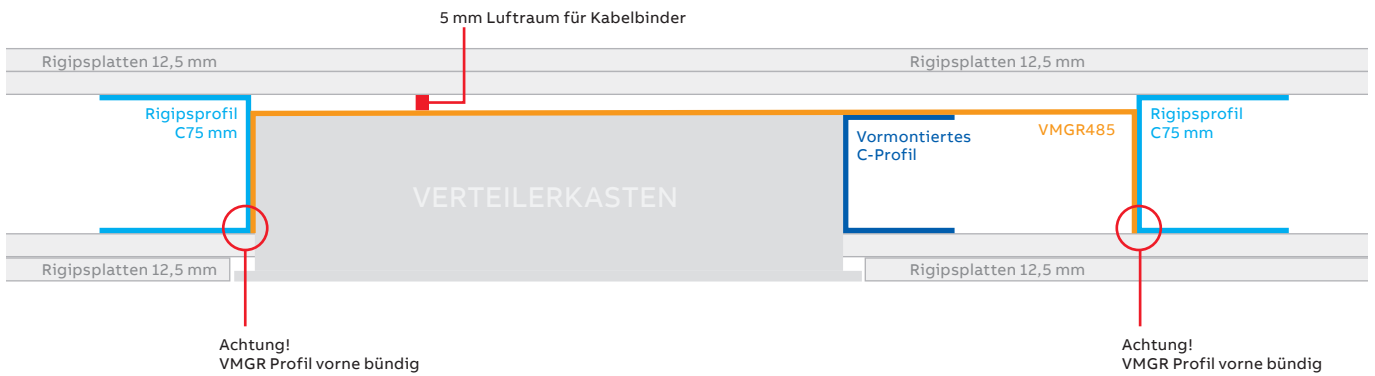 5 mm Luftraum für Kabelbinder
Rigipsplatten 12,5 mm
Rigipsplatten 12,5 mm
Rigipsprofil
C75 mm
Vormontiertes
C-Profil
VMGR485
Rigipsprofil
C75 mm
VERTEILERKASTEN
Rigipsplatten 12,5 mm
Rigipsplatten 12,5 mm
Achtung!
VMGR Profil vorne bündig
Achtung!
VMGR Profil vorne bündig